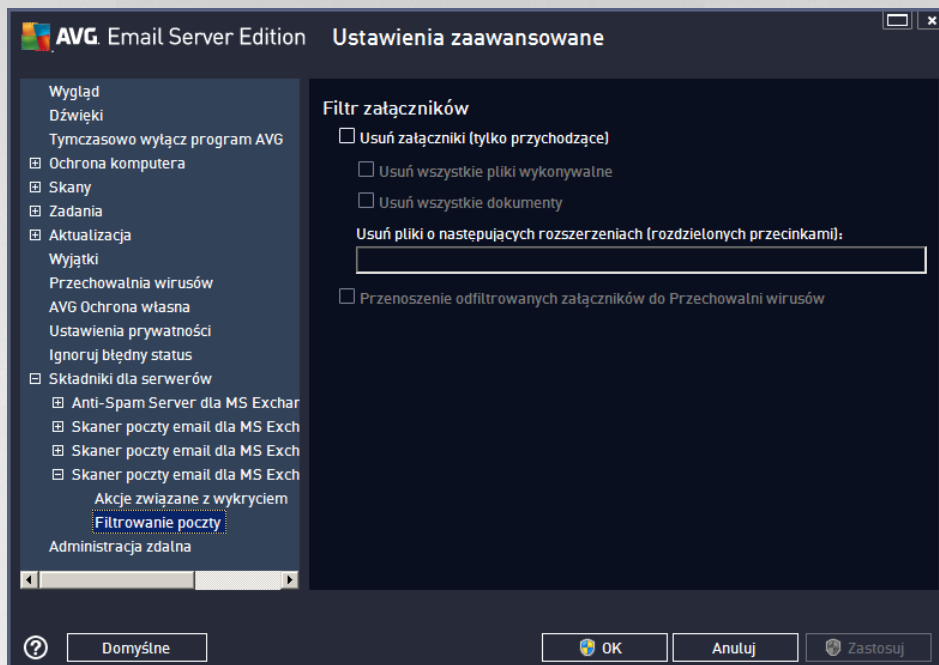 AVG. Email Server Edition Ustawienia zaawansowane
Wygląd
Dźwięki
Tymczasowo wyłącz program AVG
Ochrona komputera
Skany
Zadania
Aktualizacja
Wyjątki
Przechowalnia wirusów
AVG Ochrona własna
Ustawienia prywatności
Ignoruj błędny status
Składniki dla serwerów
Anti-Spam Server dla MS Exchar
Skaner poczty email dla MS Exch
Skaner poczty email dla MS Exch
Skaner poczty email dla MS Exch
Akcje związane z wykryciem
Filtrowanie poczty
Administracja zdalna
Filtr załączników
Usuń załączniki (tylko przychodzące)
Usuń wszystkie pliki wykonywalne
Usuń wszystkie dokumenty
Usuń pliki o następujących rozszerzeniach (rozdzielonych przecinkami):
Przenoszenie odfiltrowanych załączników do Przechowalni wirusów
Domyślne
OK
Anuluj
Zastosuj